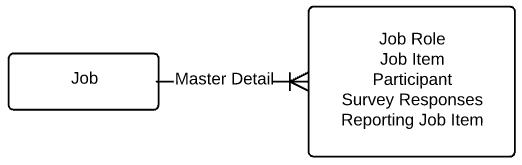 Job
Master Detail
Job Role
Job Item
Participant
Survey Responses
Reporting Job Item